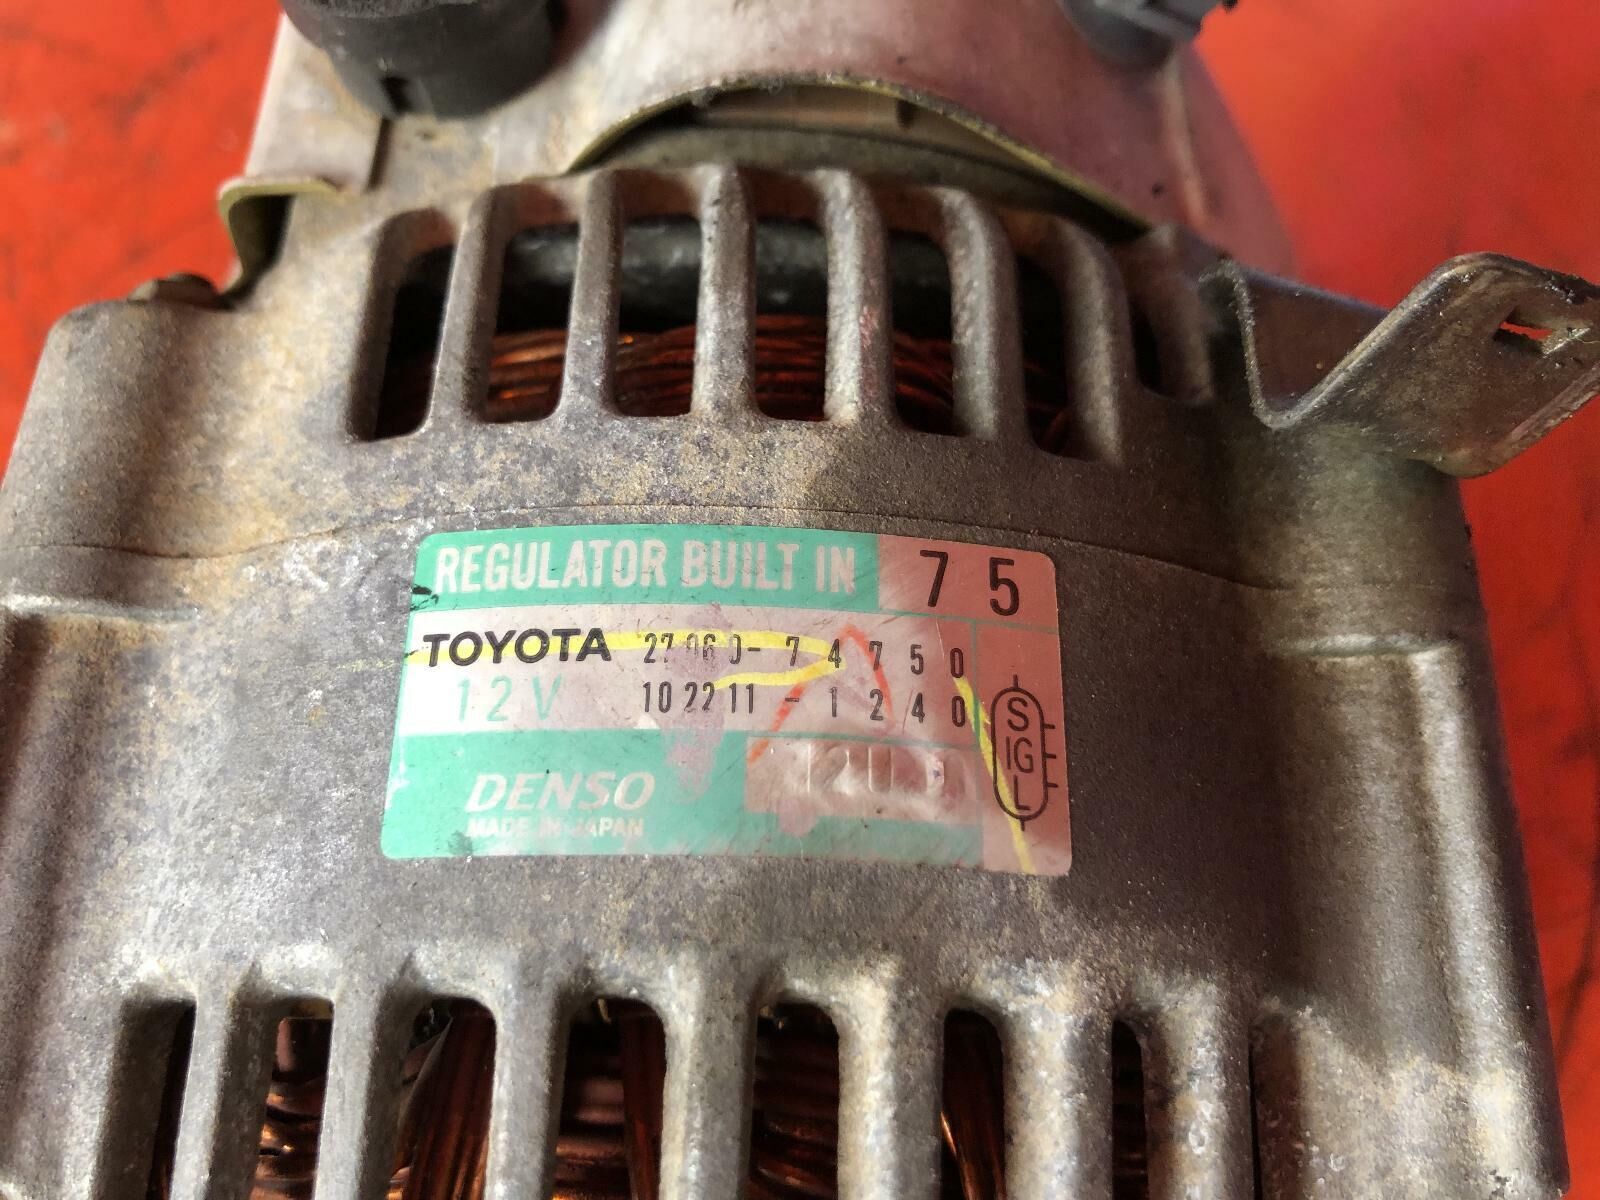 REGULATOR BUILT IN 75
TOYOTA 27060-74750
12V 102211-1240
DENSO
MADE IN JAPAN
S
IG
L